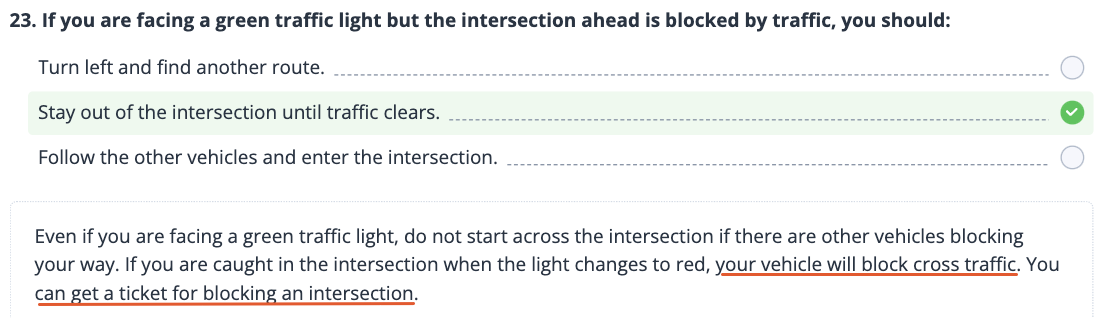 23. If you are facing a green traffic light but the intersection ahead is blocked by traffic, you should:
Turn left and find another route.
Stay out of the intersection until traffic clears.
Follow the other vehicles and enter the intersection.
Even if you are facing a green traffic light, do not start across the intersection if there are other vehicles blocking
your way. If you are caught in the intersection when the light changes to red, your vehicle will block cross traffic. You
can get a ticket for blocking an intersection.